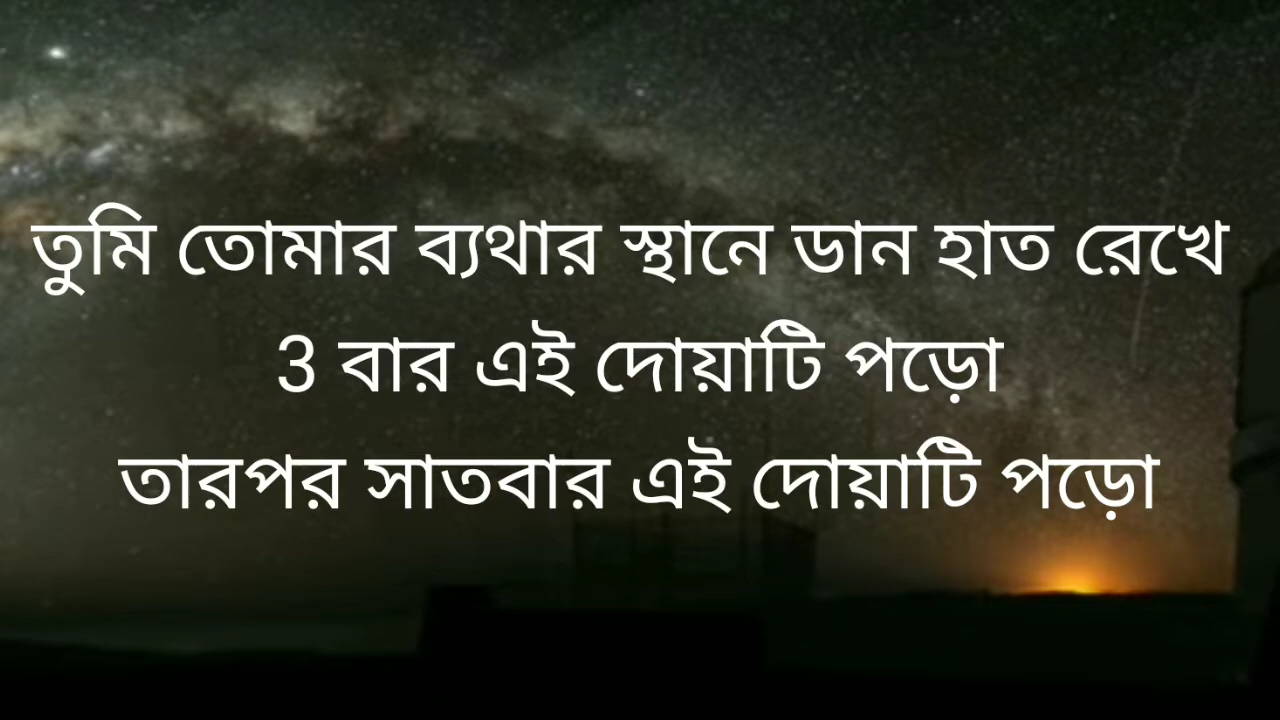 তুমি তোমার ব্যথার স্থানে ডান হাত রেখে
3 বার এই দোয়াটি পড়ো
তারপর সাতবার এই দোয়াটি পড়ো